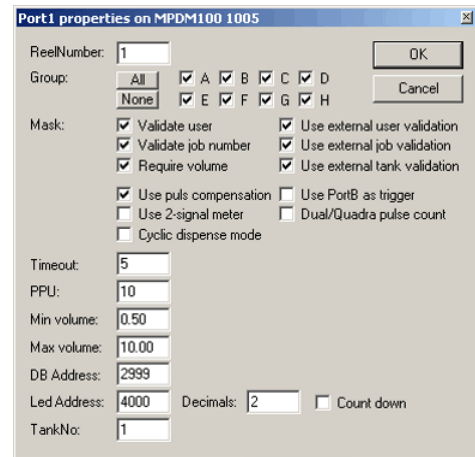 Port1 properties on MPDM100 1005
ReelNumber: 1 OK
Group: All A B C D Cancel
None E F G H
Mask: Validate user Use external user validation
Validate job number Use external job validation
Require volume Use external tank validation
Use puls compensation Use PortB as trigger
Use 2-signal meter Dual/Quadra pulse count
Cyclic dispense mode
Timeout: 5
PPU: 10
Min volume: 0.50
Max volume: 10.00
DB Address: 2999
Led Address: 4000 Decimals: 2 Count down
TankNo: 1